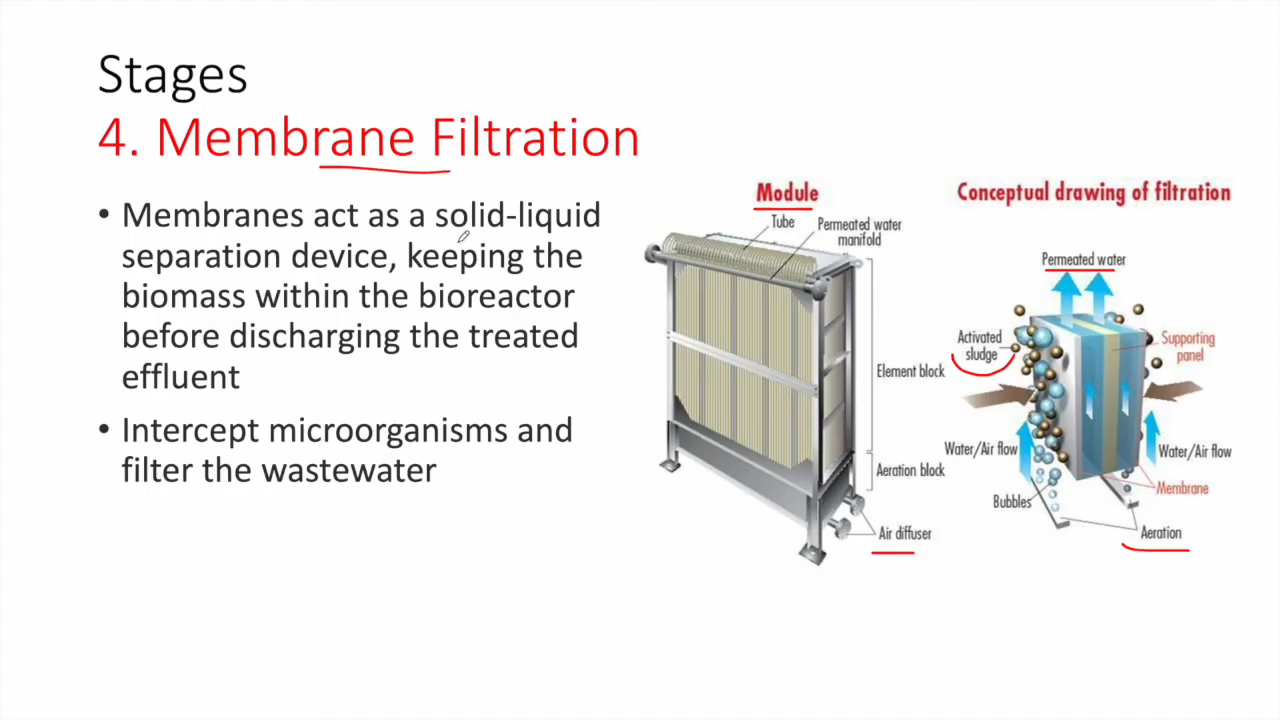 Stages
4. Membrane Filtration
• Membranes act as a solid-liquid
separation device, keeping the
biomass within the bioreactor
before discharging the treated
effluent
• Intercept microorganisms and
filter the wastewater
Module
Tube
Permeated water
manifold
Element block
Aeration block
Air diffuser
Conceptual drawing of filtration
Permeated water
Activated
sludge
Supporting
panel
Water/Air flow
Water/Air flow
Membrane
Bubbles
Aeration